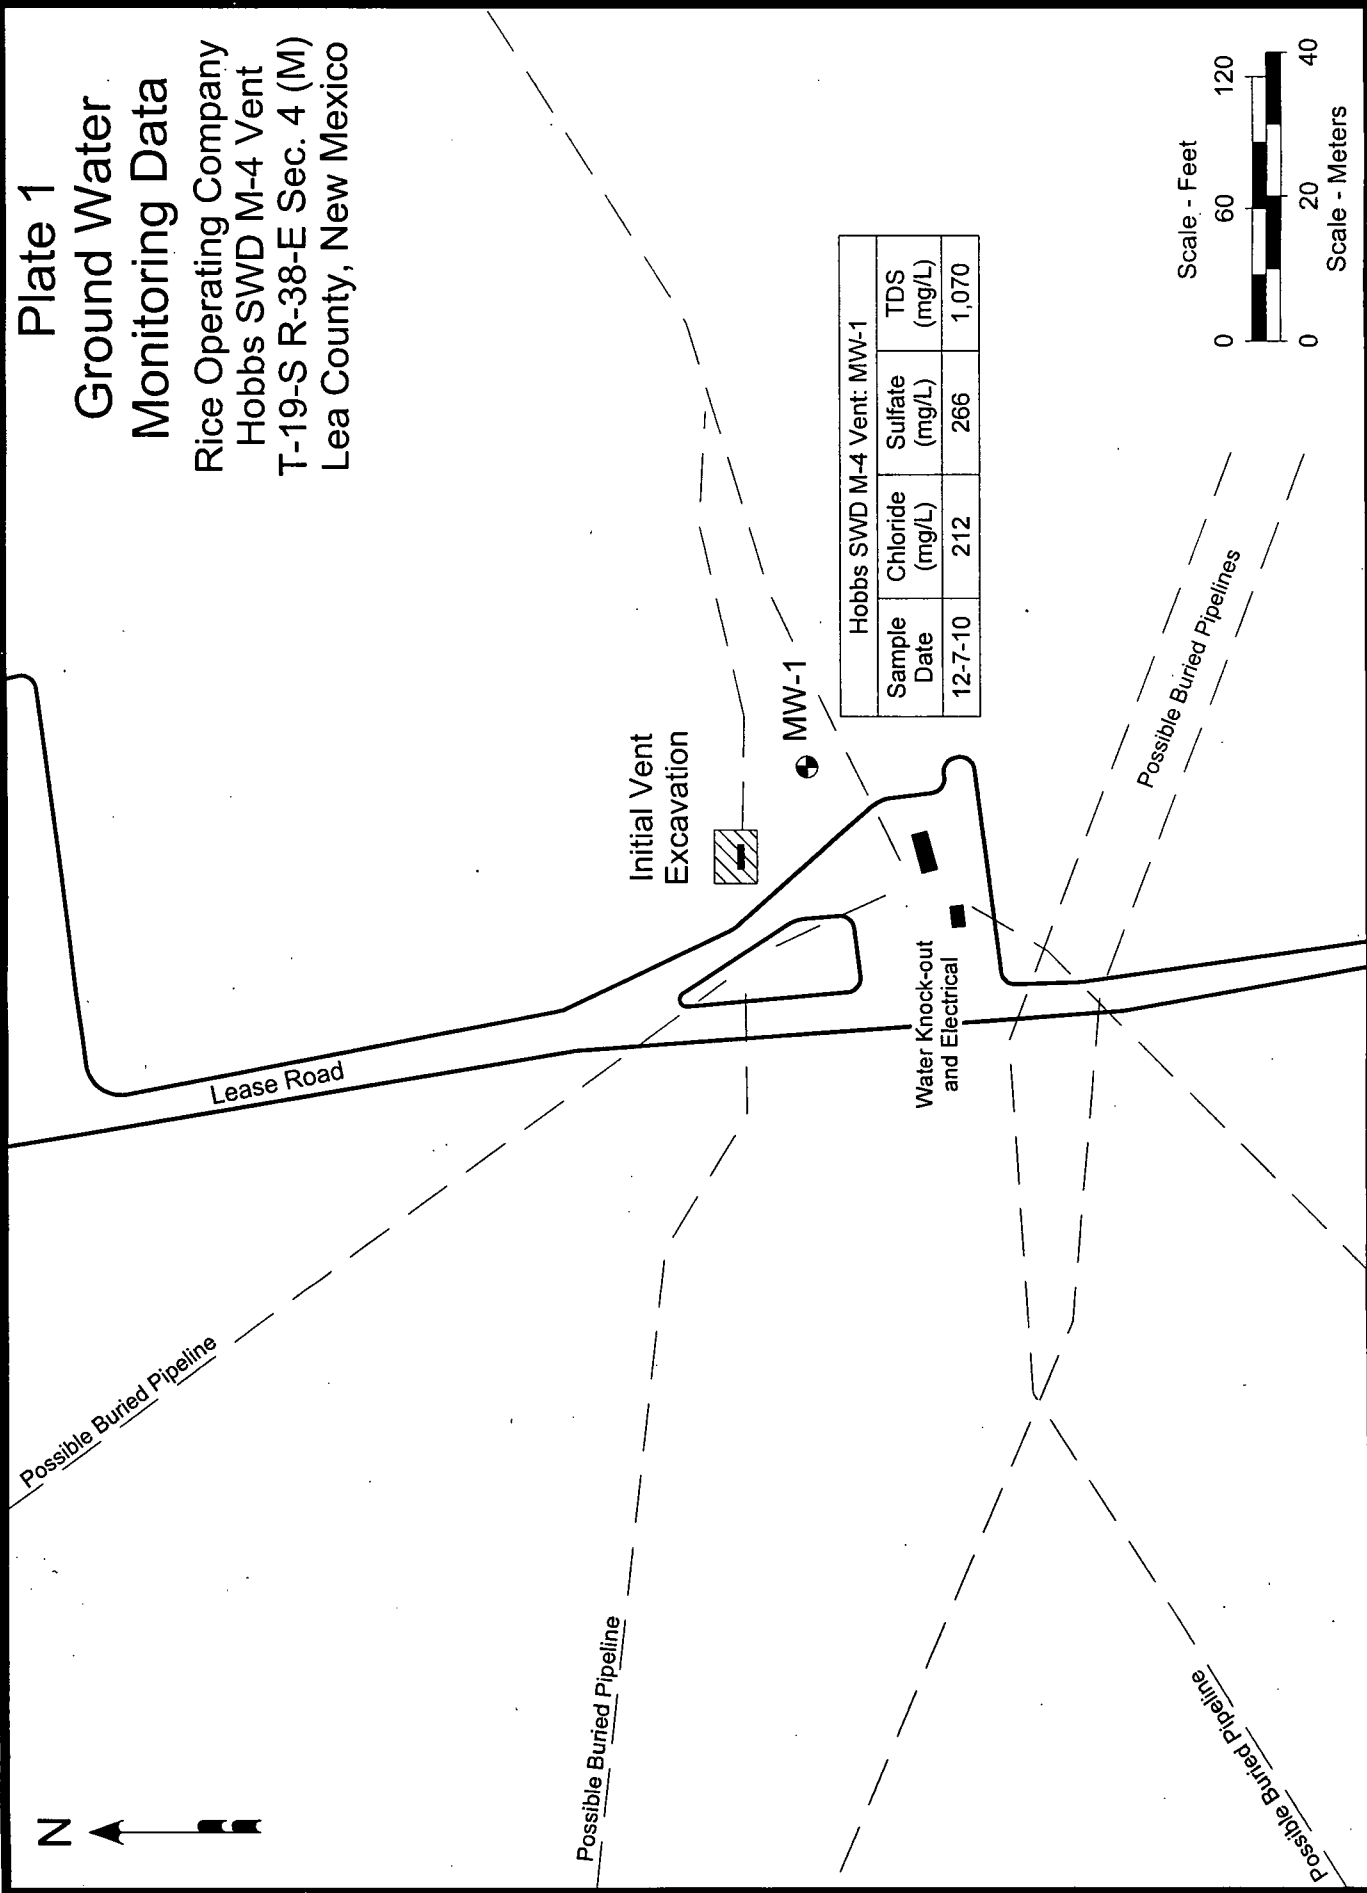 Plate 1
Ground Water
Monitoring Data
Rice Operating Company
Hobbs SWD M-4 Vent
T-19-S R-38-E Sec. 4 (M)
Lea County, New Mexico
N
Possible Buried Pipeline
Lease Road
Initial Vent
Excavation
MW-1
Possible Buried Pipeline
Hobbs SWD M-4 Vent: MW-1
Sample Date Chloride (mg/L) Sulfate (mg/L) TDS (mg/L)
12-7-10 212 266 1,070
Water Knock-out
and Electrical
Possible Buried Pipelines
Possible Buried Pipeline
Scale - Feet
0 60 120
0 20 40
Scale - Meters